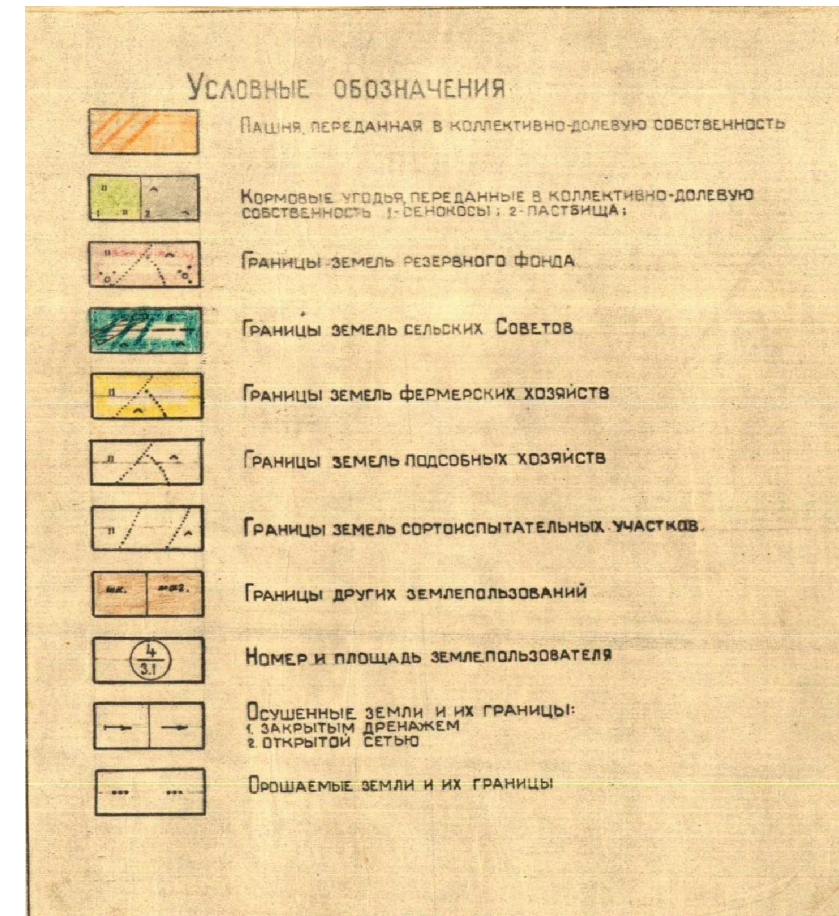 Условные обозначения
Пашня, переданная в коллективно-долевую собственность
Кормовые угодья, переданные в коллективно-долевую
собственность 1-сенокосы; 2-пастбища;
1 2
Границы земель резервного фонда
Границы земель сельских Советов
Границы земель фермерских хозяйств
Границы земель подсобных хозяйств
Границы земель сортоиспытательных участков.
шк.
Границы других землепользований
4
3.1
Номер и площадь землепользователя
Осушенные земли и их границы:
1. закрытым дренажем
2. открытой сетью
Орошаемые земли и их границы